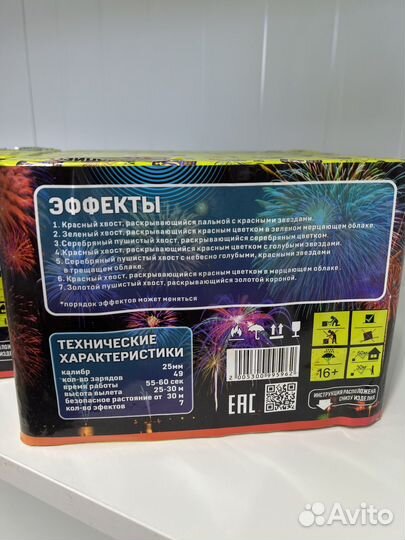 ЭФФЕКТЫ
1. Красный хвост, раскрывающийся пальмой с красными звездами.
2. Зеленый хвост, раскрывающийся красным цветком в зеленом мерцающем облаке.
3. Серебряный пушистый хвост, раскрывающийся серебряным цветком.
4. Красный хвост, раскрывающийся красным цветком с голубыми звездами
5. Серебряный пушистый хвост с небесно голубыми, красными звездами
в трещащем облаке.
6. Красный хвост, раскрывающийся красным цветком в мерцающем облаке.
7. Золотой пушистый хвост, раскрывающийся золотой короной.
*порядок эффектов может меняться
ТЕХНИЧЕСКИЕ
ХАРАКТЕРИСТИКИ
калибр 25мм
кол-во зарядов 49
время работы 55-60 сек
высота вылета 25-30 м
безопасное растояние от 30 м
кол-во эфектов 7
2 005300 995962
EAC
16+
ИНСТРУКЦИЯ РАСПОЛОЖЕНА
СНИЗУ ИЗДЕЛИЯ
Avito